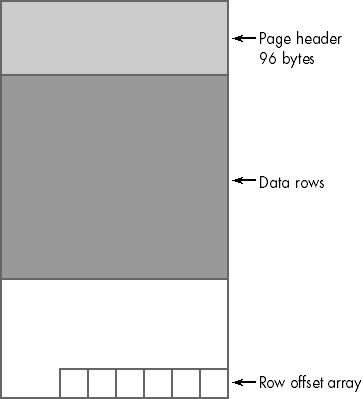 Page header
96 bytes
Data rows
Row offset array